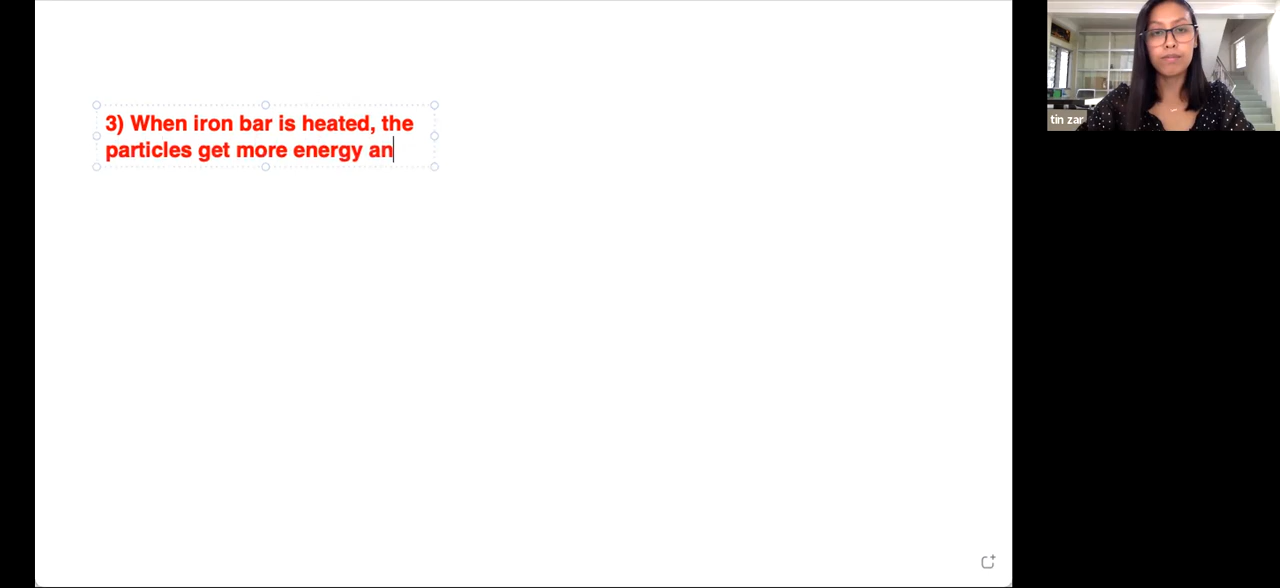 3) When iron bar is heated, the
particles get more energy an
tin zar